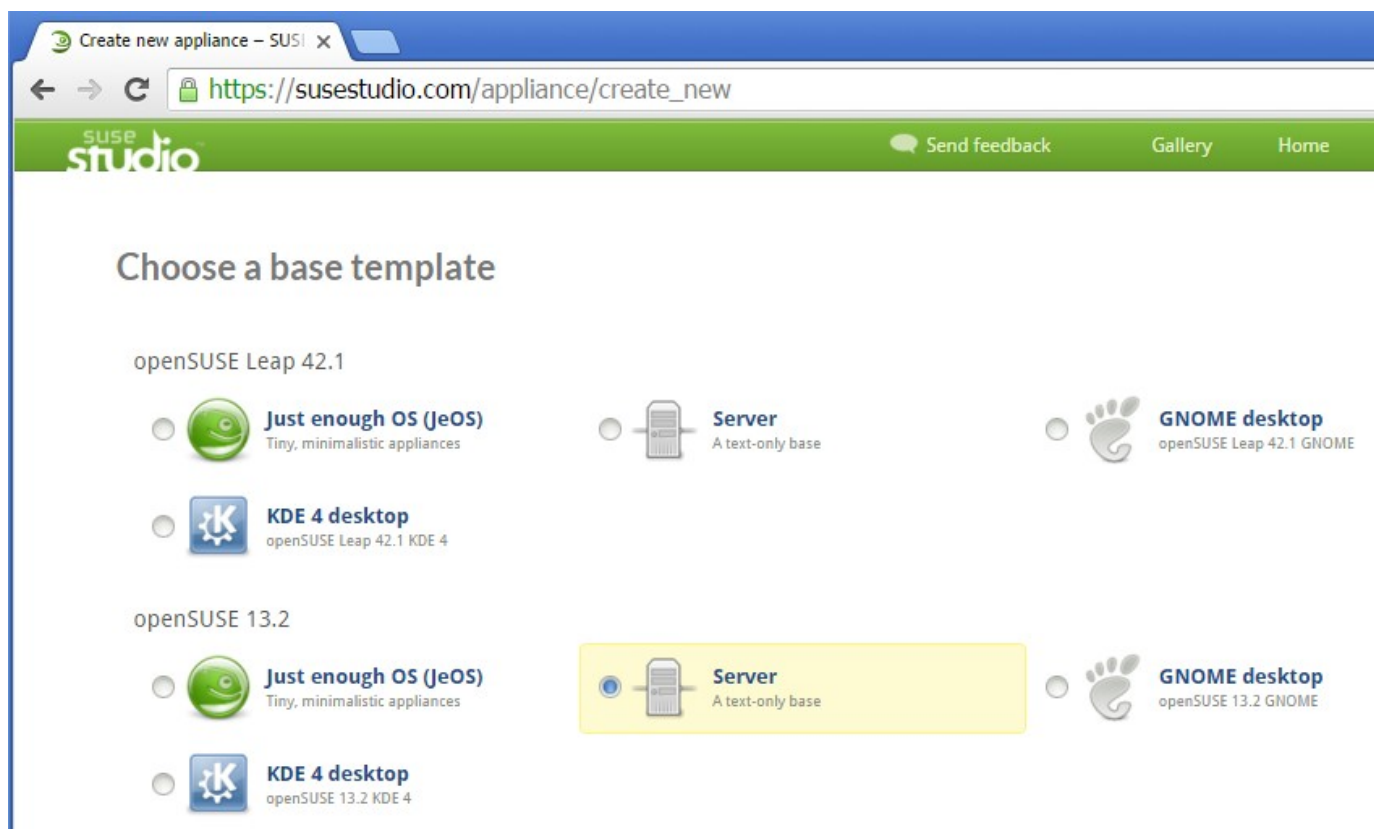 Create new appliance – SUS
https://susestudio.com/appliance/create_new
suse studio
Send feedback Gallery Home
Choose a base template
openSUSE Leap 42.1
Just enough OS (JeOS) Server GNOME desktop
Tiny, minimalistic appliances A text-only base openSUSE Leap 42.1 GNOME
KDE 4 desktop
openSUSE Leap 42.1 KDE 4
openSUSE 13.2
Just enough OS (JeOS) Server GNOME desktop
Tiny, minimalistic appliances A text-only base openSUSE 13.2 GNOME
KDE 4 desktop
openSUSE 13.2 KDE 4